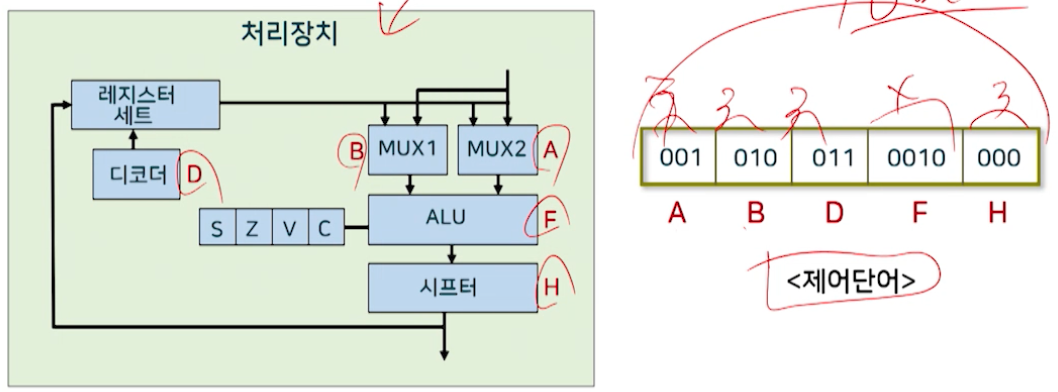 처리장치
레지스터
세트
디코더
D
B
MUX1
MUX2
A
ALU
F
S Z V C
시프터
H
3 3 3 4 3
001 010 011 0010 000
A B D F H
<제어단어>